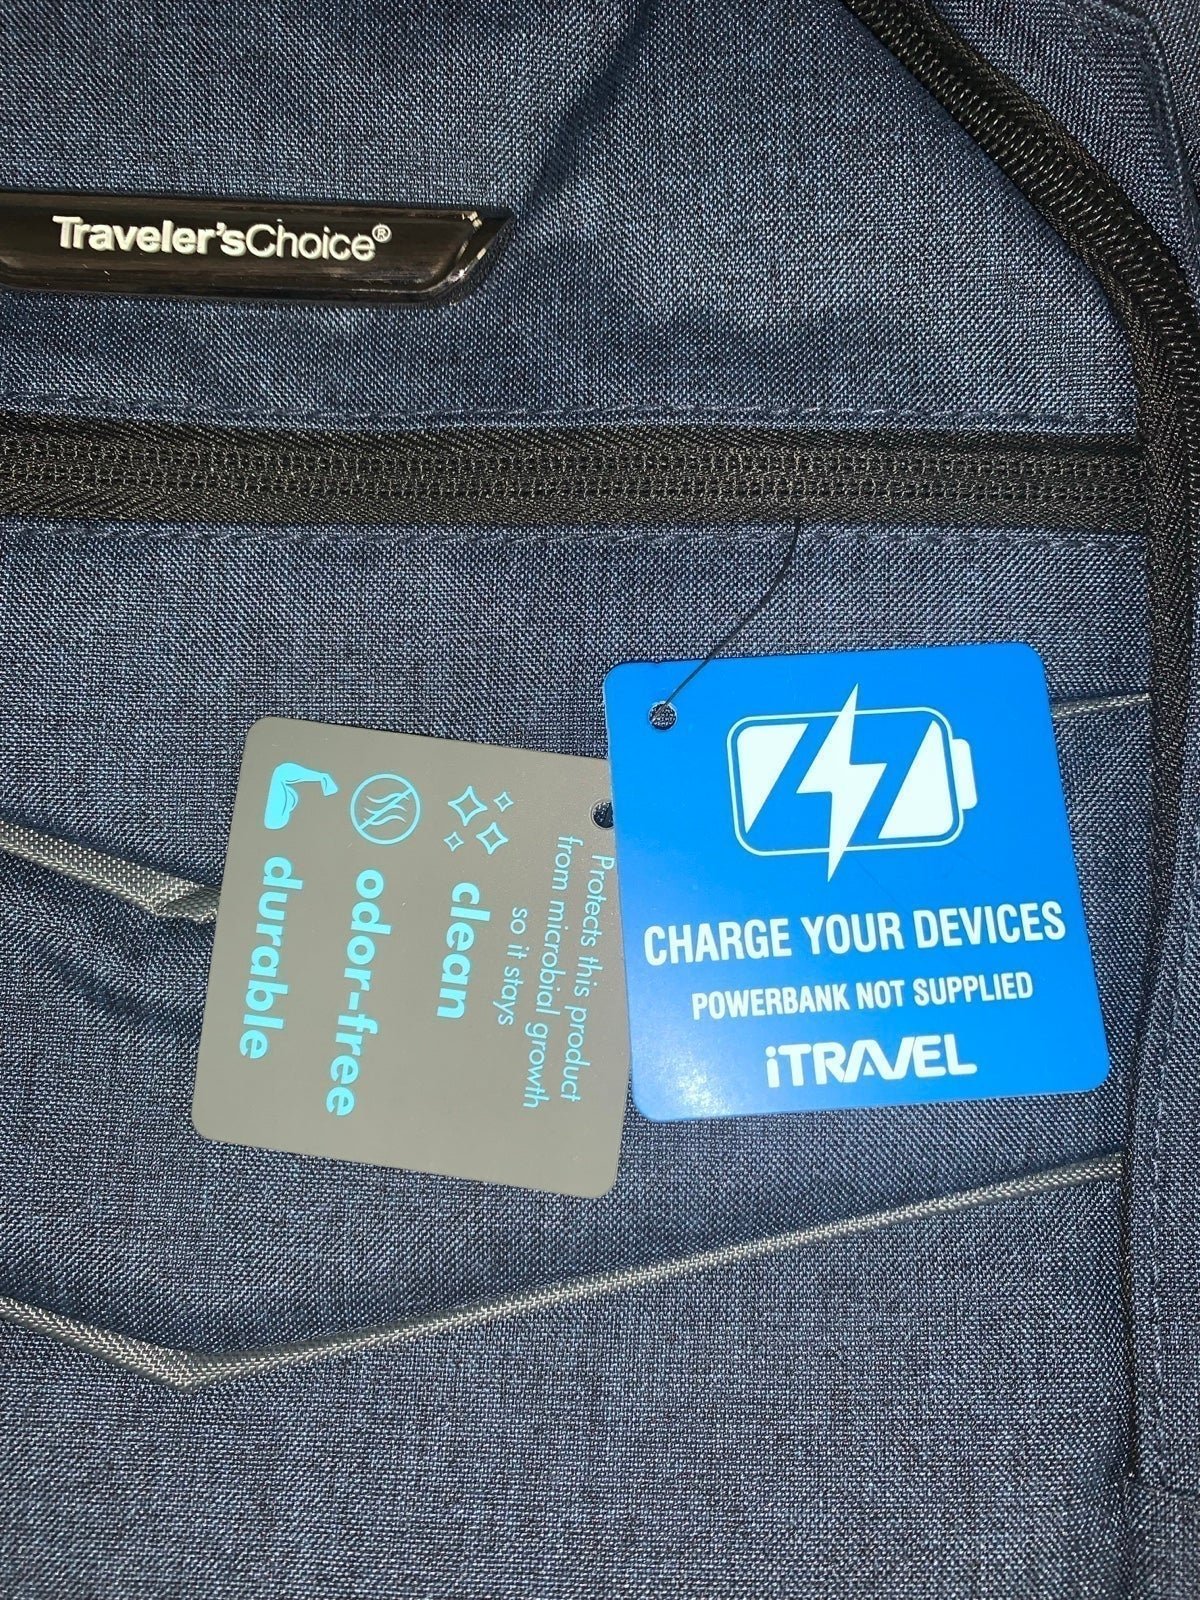 Traveler'sChoice®
Protects this product
from microbial growth
so it stays
clean
odor-free
durable
CHARGE YOUR DEVICES
POWERBANK NOT SUPPLIED
iTRAVEL